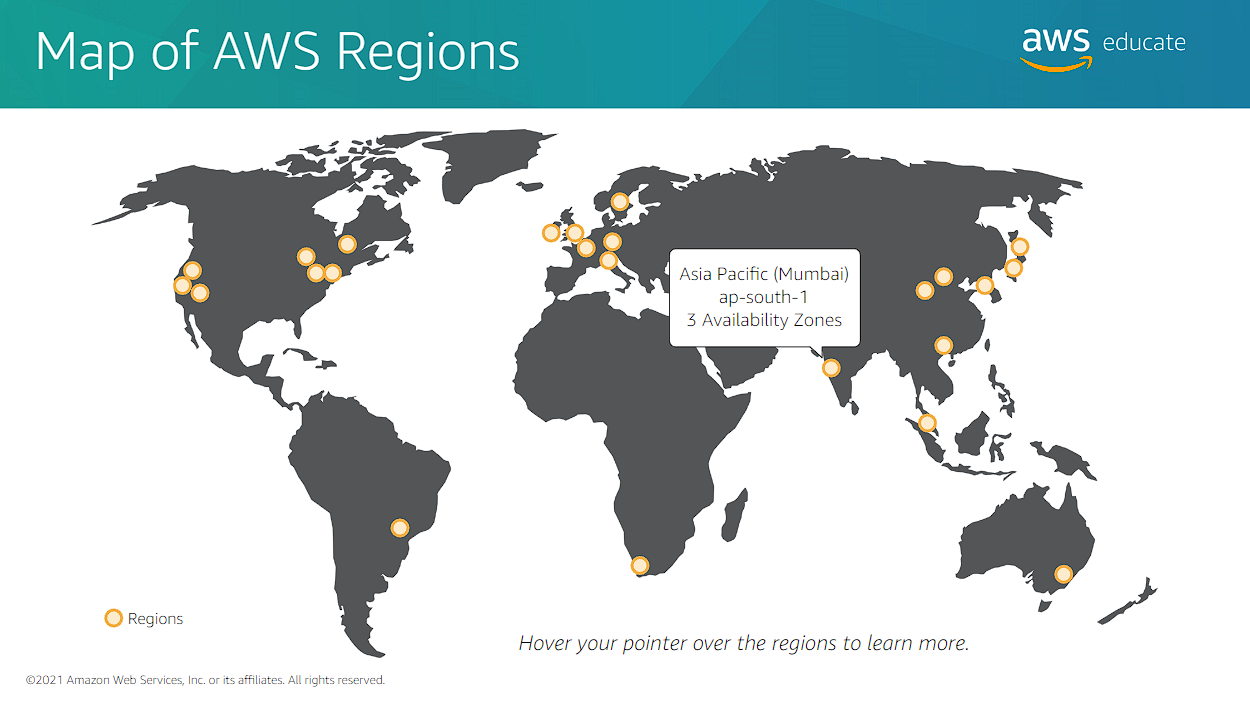 Map of AWS Regions
aws educate
Asia Pacific (Mumbai)
ap-south-1
3 Availability Zones
Regions
Hover your pointer over the regions to learn more.
©2021 Amazon Web Services, Inc. or its affiliates. All rights reserved.